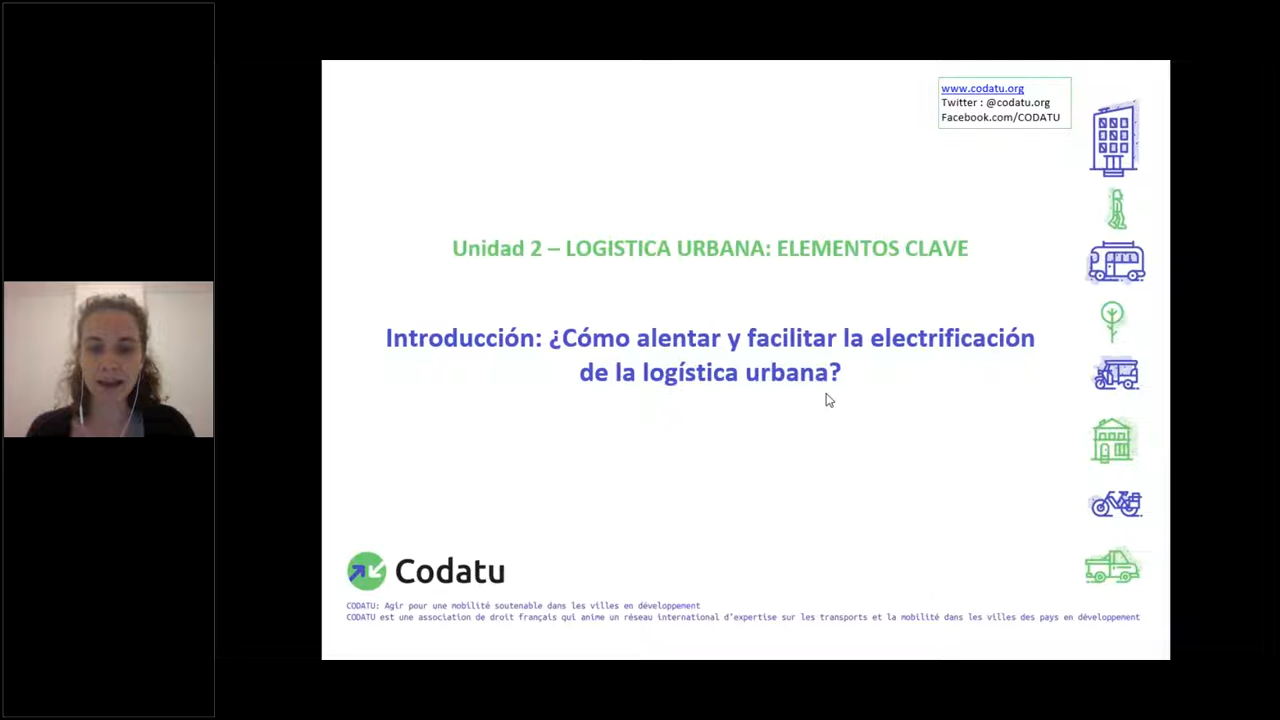 www.codatu.org
Twitter : @codatu.org
Facebook.com/CODATU
Unidad 2 – LOGISTICA URBANA: ELEMENTOS CLAVE
Introducción: ¿Cómo alentar y facilitar la electrificación
de la logística urbana?
Codatu
CODATU: Agir pour une mobilité soutenable dans les villes en développement
CODATU est une association de droit français qui anime un réseau international d'expertise sur les transports et la mobilité dans les villes des pays en développement